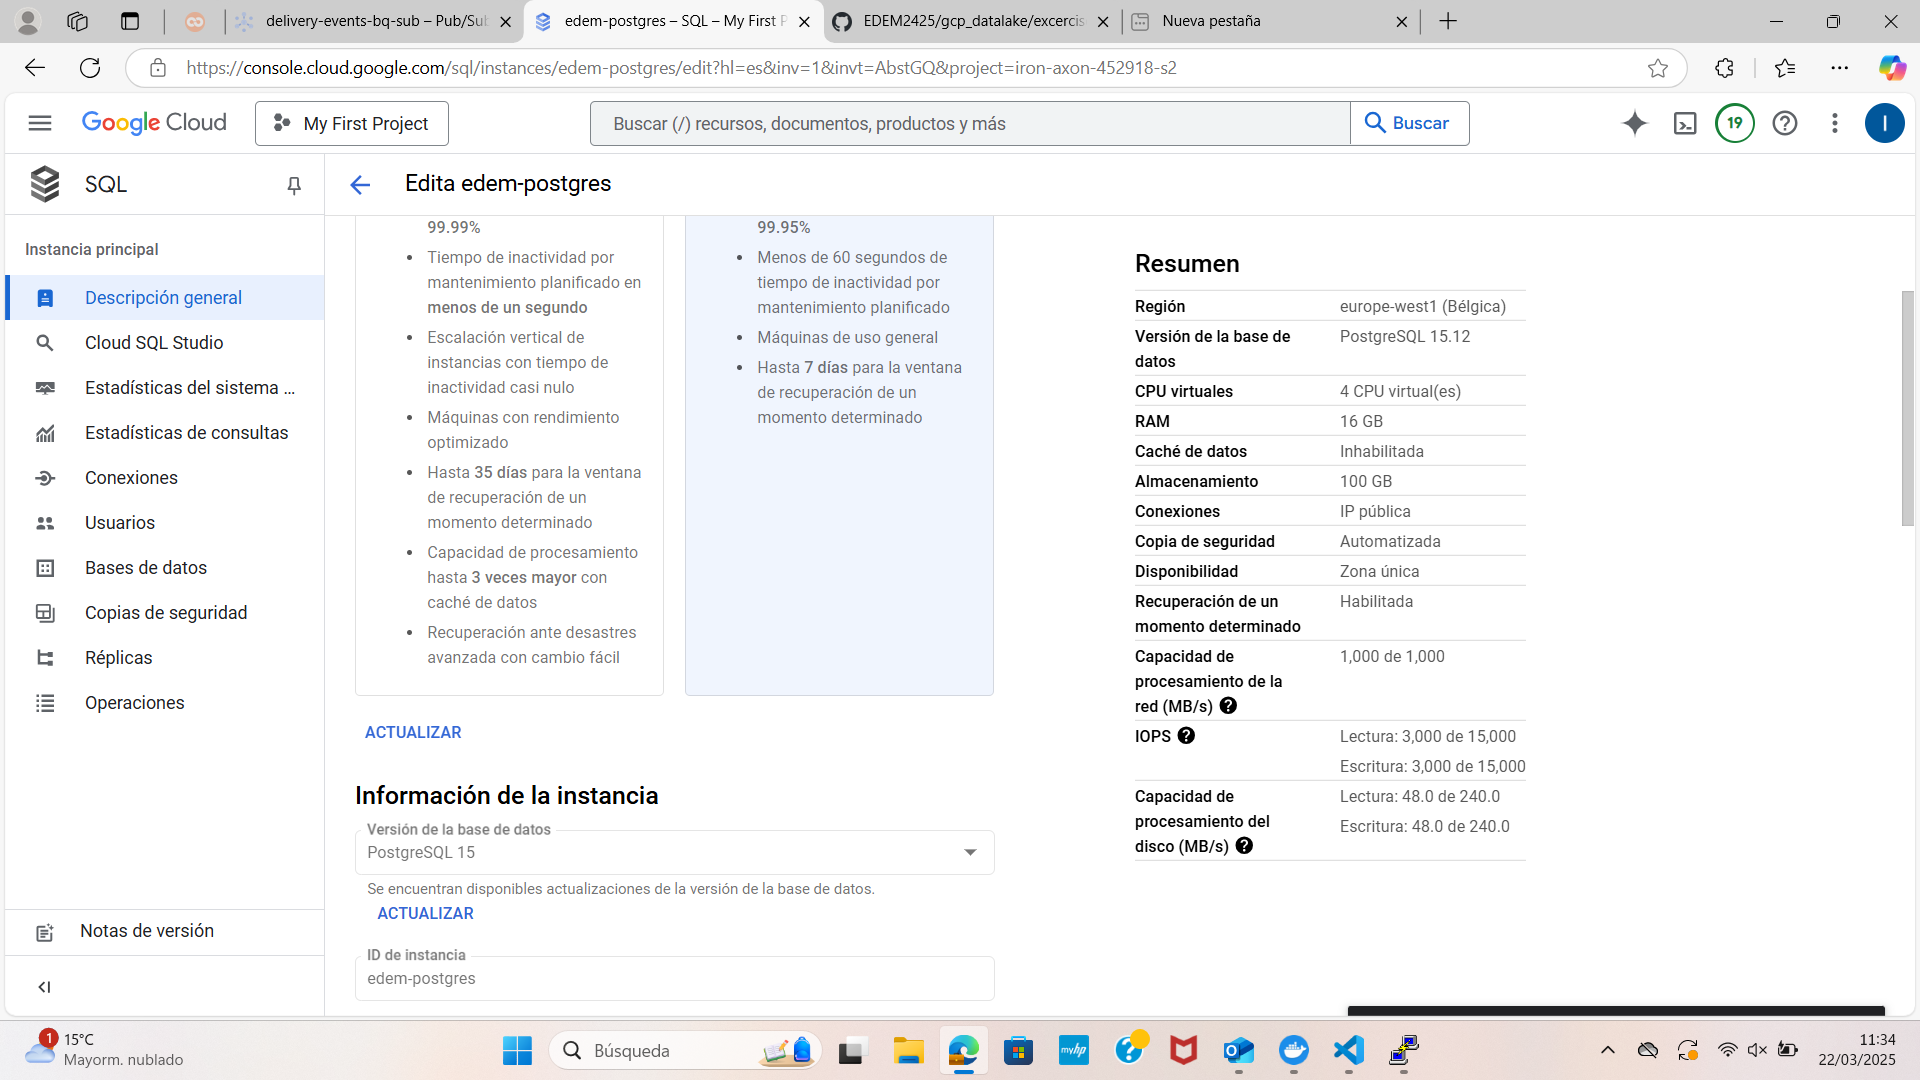 delivery-events-bq-sub – Pub/Sub
edem-postgres – SQL – My First P
EDEM2425/gcp_datalake/excercis
Nueva pestaña
https://console.cloud.google.com/sql/instances/edem-postgres/edit?hl=es&inv=1&invt=AbstGQ&project=iron-axon-452918-s2
Google Cloud
My First Project
Buscar (/) recursos, documentos, productos y más
Buscar
19
I
SQL
Edita edem-postgres
Instancia principal
Descripción general
Cloud SQL Studio
Estadísticas del sistema ...
Estadísticas de consultas
Conexiones
Usuarios
Bases de datos
Copias de seguridad
Réplicas
Operaciones
Notas de versión
99.99%
• Tiempo de inactividad por
mantenimiento planificado en
menos de un segundo
• Escalación vertical de
instancias con tiempo de
inactividad casi nulo
• Máquinas con rendimiento
optimizado
• Hasta 35 días para la ventana
de recuperación de un
momento determinado
• Capacidad de procesamiento
hasta 3 veces mayor con
caché de datos
• Recuperación ante desastres
avanzada con cambio fácil
99.95%
• Menos de 60 segundos de
tiempo de inactividad por
mantenimiento planificado
• Máquinas de uso general
• Hasta 7 días para la ventana
de recuperación de un
momento determinado
ACTUALIZAR
Información de la instancia
Versión de la base de datos
PostgreSQL 15
Se encuentran disponibles actualizaciones de la versión de la base de datos.
ACTUALIZAR
ID de instancia
edem-postgres
Resumen
Región europe-west1 (Bélgica)
Versión de la base de PostgreSQL 15.12
datos
CPU virtuales 4 CPU virtual(es)
RAM 16 GB
Caché de datos Inhabilitada
Almacenamiento 100 GB
Conexiones IP pública
Copia de seguridad Automatizada
Disponibilidad Zona única
Recuperación de un Habilitada
momento determinado
Capacidad de 1,000 de 1,000
procesamiento de la
red (MB/s)
IOPS Lectura: 3,000 de 15,000
Escritura: 3,000 de 15,000
Capacidad de Lectura: 48.0 de 240.0
procesamiento del Escritura: 48.0 de 240.0
disco (MB/s)
1
15°C
Mayorm. nublado
Búsqueda
myhp
11:34
22/03/2025